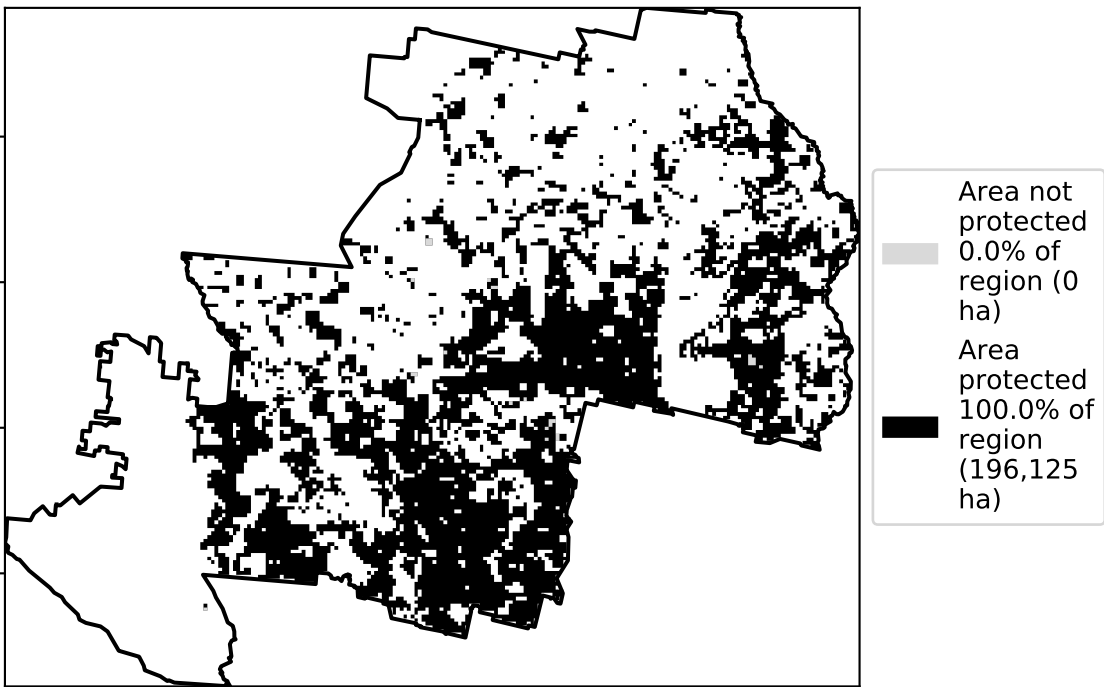 Area not
protected
0.0% of
region (0
ha)
Area
protected
100.0% of
region
(196,125
ha)